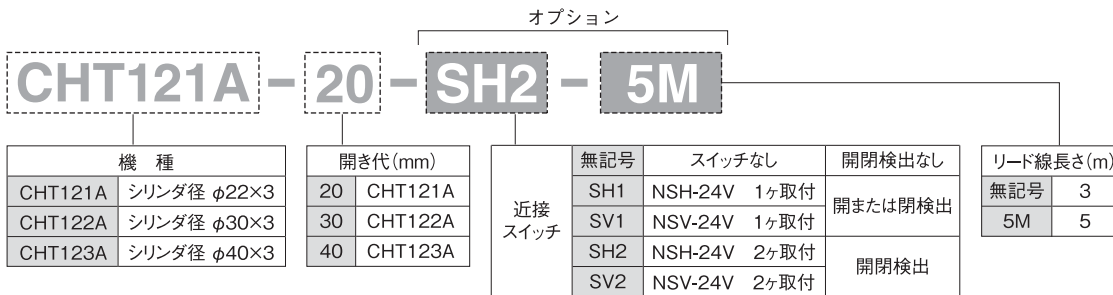 オプション
CHT121A - 20 - SH2 - 5M
機 種
CHT121A シリンダ径 φ22×3
CHT122A シリンダ径 φ30×3
CHT123A シリンダ径 φ40×3
開き代(mm)
20 CHT121A
30 CHT122A
40 CHT123A
近接
スイッチ
無記号 スイッチなし 開閉検出なし
SH1 NSH-24V 1ヶ取付 開または閉検出
SV1 NSV-24V 1ヶ取付
SH2 NSH-24V 2ヶ取付 開閉検出
SV2 NSV-24V 2ヶ取付
リード線長さ(m)
無記号 3
5M 5